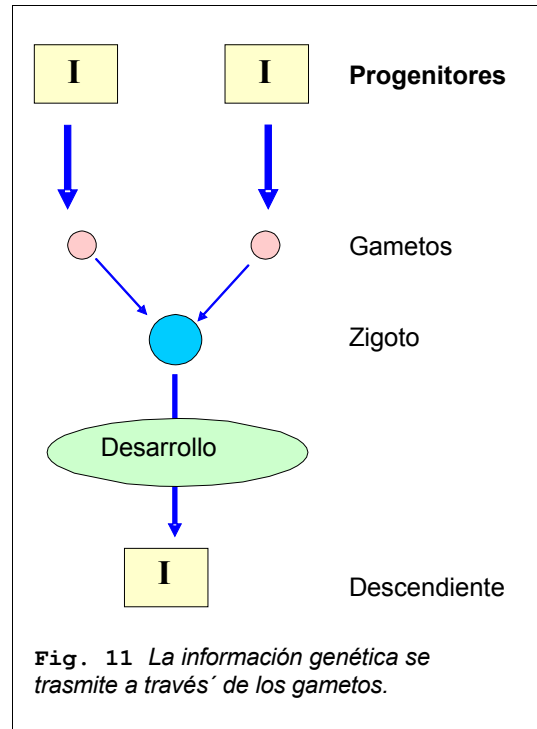 I I Progenitores
Gametos
Zigoto
Desarrollo
I
Descendiente
Fig. 11 La información genética se
trasmite a través´ de los gametos.